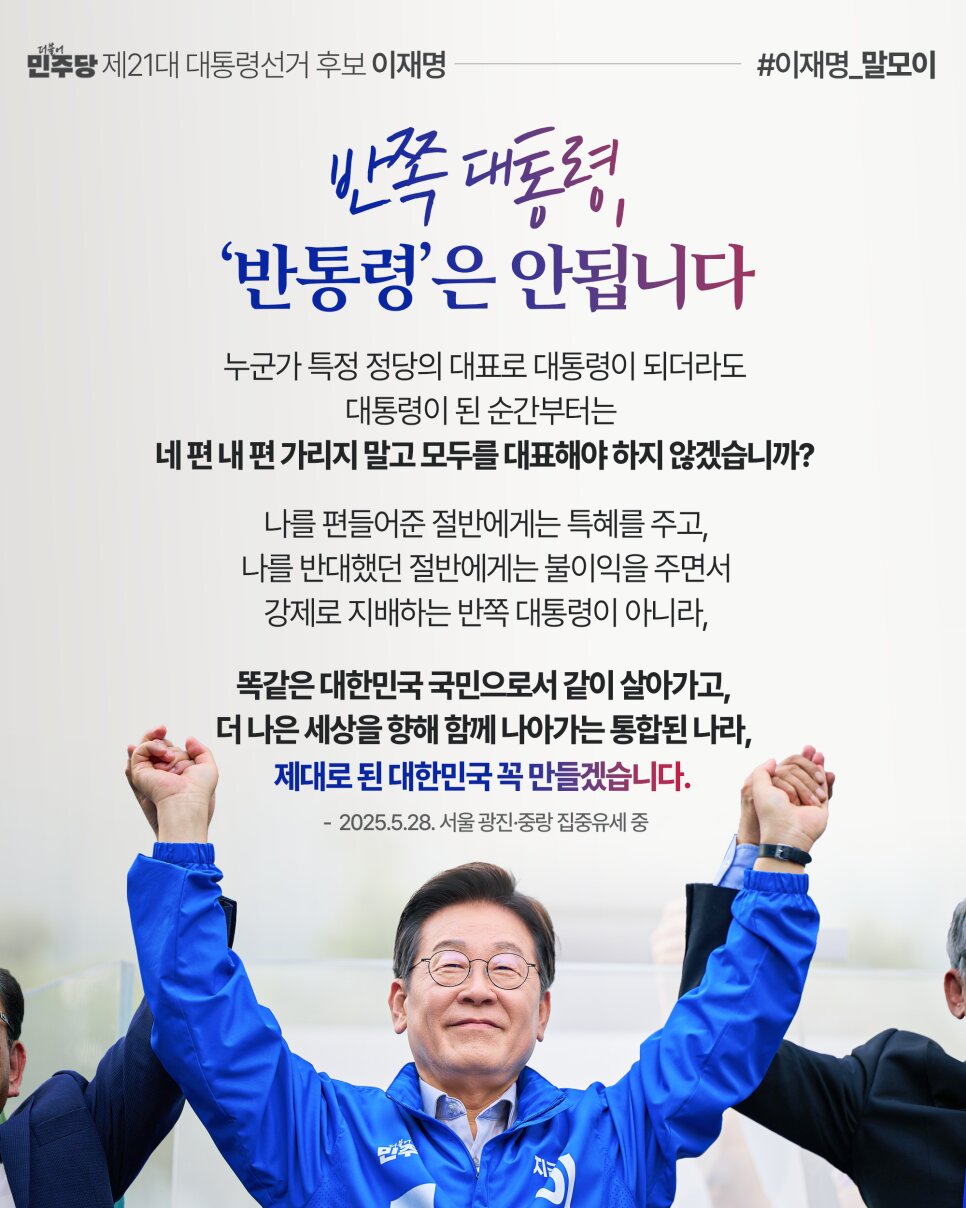 더불어
민주당 제21대 대통령선거 후보 이재명
#이재명_말모이
반쪽 대통령,
‘반통령’은 안됩니다
누군가 특정 정당의 대표로 대통령이 되더라도
대통령이 된 순간부터는
네 편 내 편 가리지 말고 모두를 대표해야 하지 않겠습니까?
나를 편들어준 절반에게는 특혜를 주고,
나를 반대했던 절반에게는 불이익을 주면서
강제로 지배하는 반쪽 대통령이 아니라,
똑같은 대한민국 국민으로서 같이 살아가고,
더 나은 세상을 향해 함께 나아가는 통합된 나라,
제대로 된 대한민국 꼭 만들겠습니다.
- 2025.5.28. 서울 광진·중랑 집중유세 중
더불어
민주